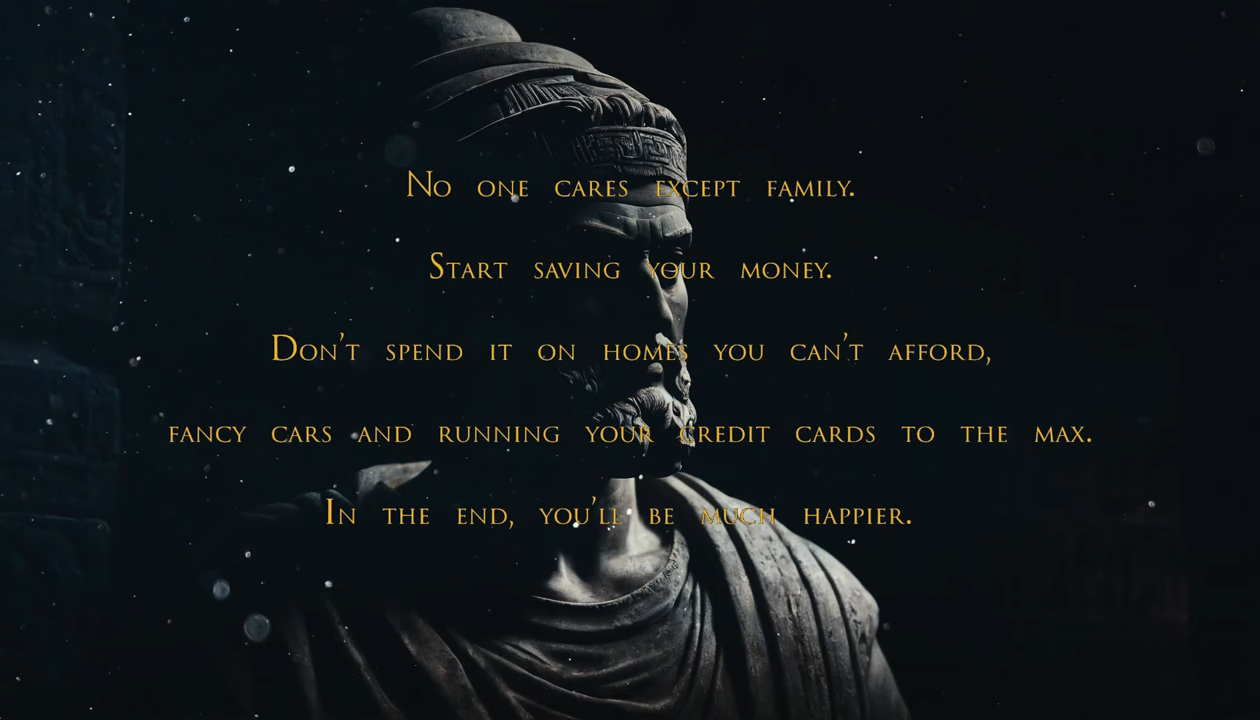 No one cares except family.
Start saving your money.
Don't spend it on homes you can't afford,
fancy cars and running your credit cards to the max.
In the end, you'll be much happier.